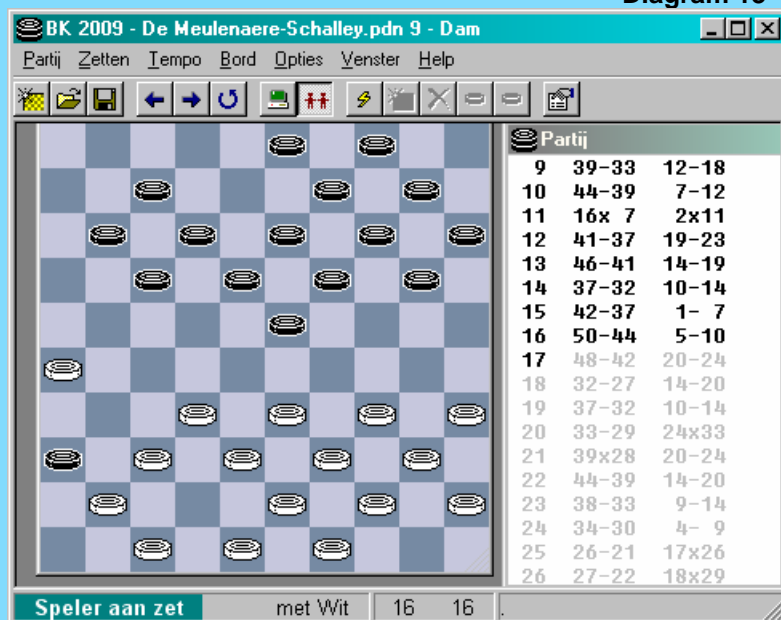 BK 2009 - De Meulenaere-Schalley.pdn 9 - Dam
Partij Zetten Tempo Bord Opties Venster Help
Partij
9 39-33 12-18
10 44-39 7-12
11 16x 7 2x11
12 41-37 19-23
13 46-41 14-19
14 37-32 10-14
15 42-37 1- 7
16 50-44 5-10
17 48-42 20-24
18 32-27 14-20
19 37-32 10-14
20 33-29 24x33
21 39x28 20-24
22 44-39 14-20
23 38-33 9-14
24 34-30 4- 9
25 26-21 17x26
26 27-22 18x29
Speler aan zet met Wit 16 16 .